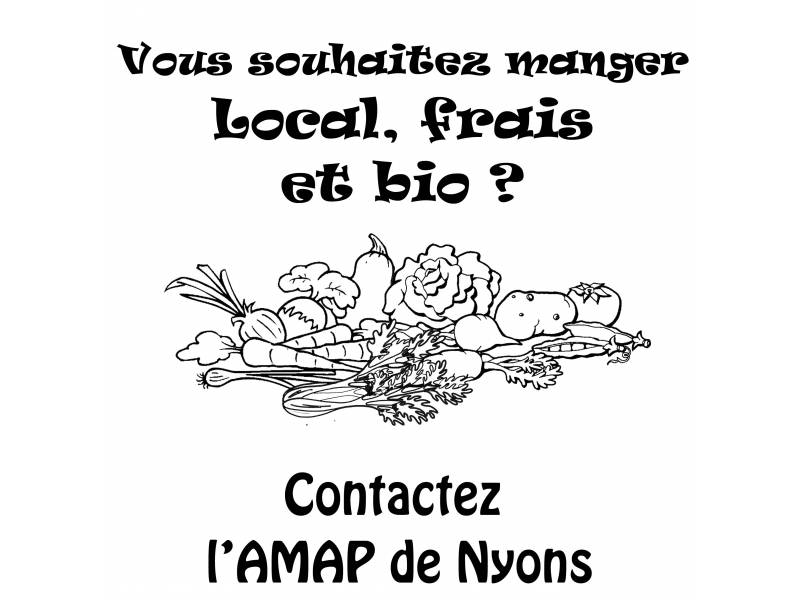 Vous souhaitez manger
Local, frais
et bio ?
Contactez
l'AMAP de Nyons